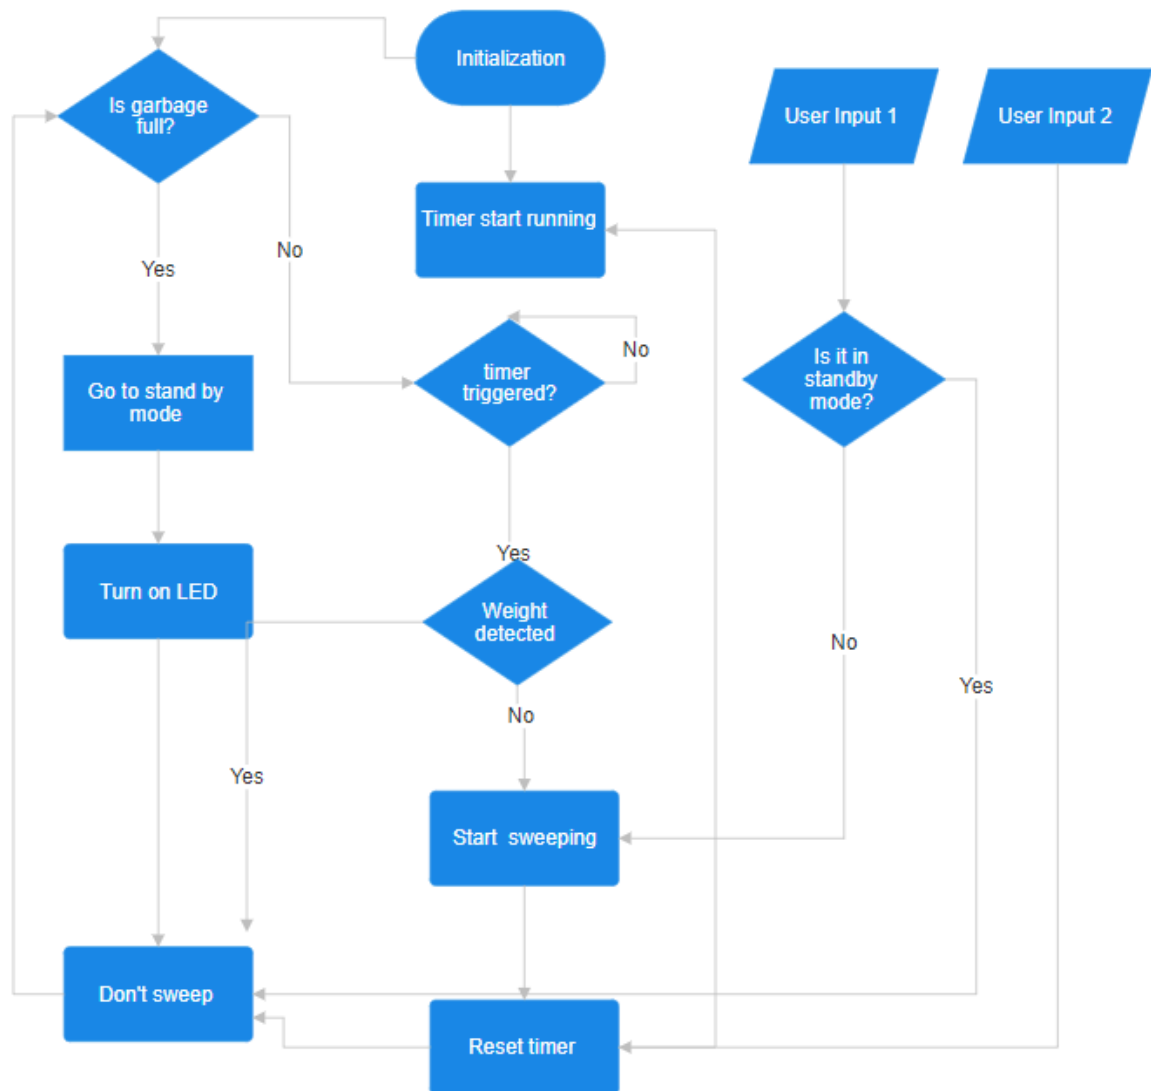 Initialization
Is garbage
full?
User Input 1
User Input 2
Timer start running
No
Yes
timer
triggered?
No
Is it in
standby
mode?
Go to stand by
mode
Yes
Turn on LED
Weight
detected
No
Yes
No
Yes
Start  sweeping
Don't sweep
Reset timer